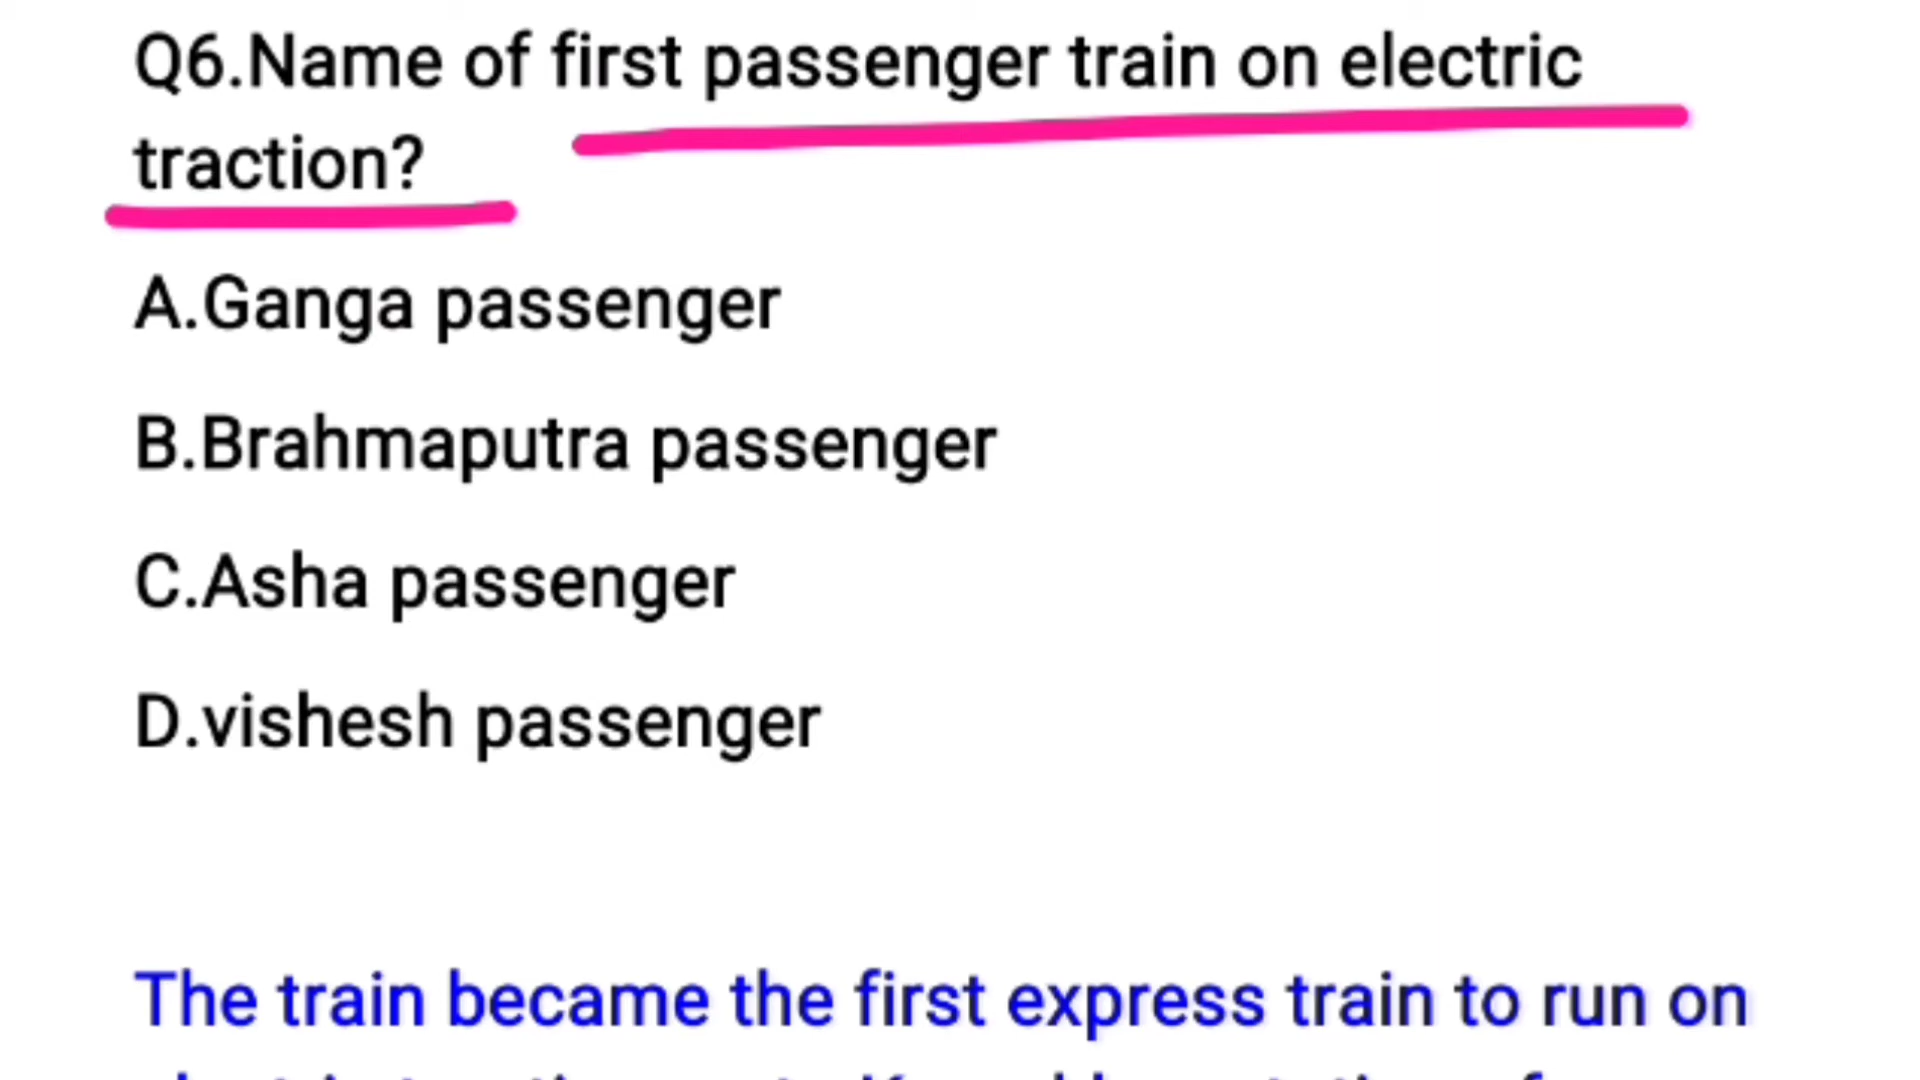 Q6.Name of first passenger train on electric
traction?
A.Ganga passenger
B.Brahmaputra passenger
C.Asha passenger
D.vishesh passenger
The train became the first express train to run on